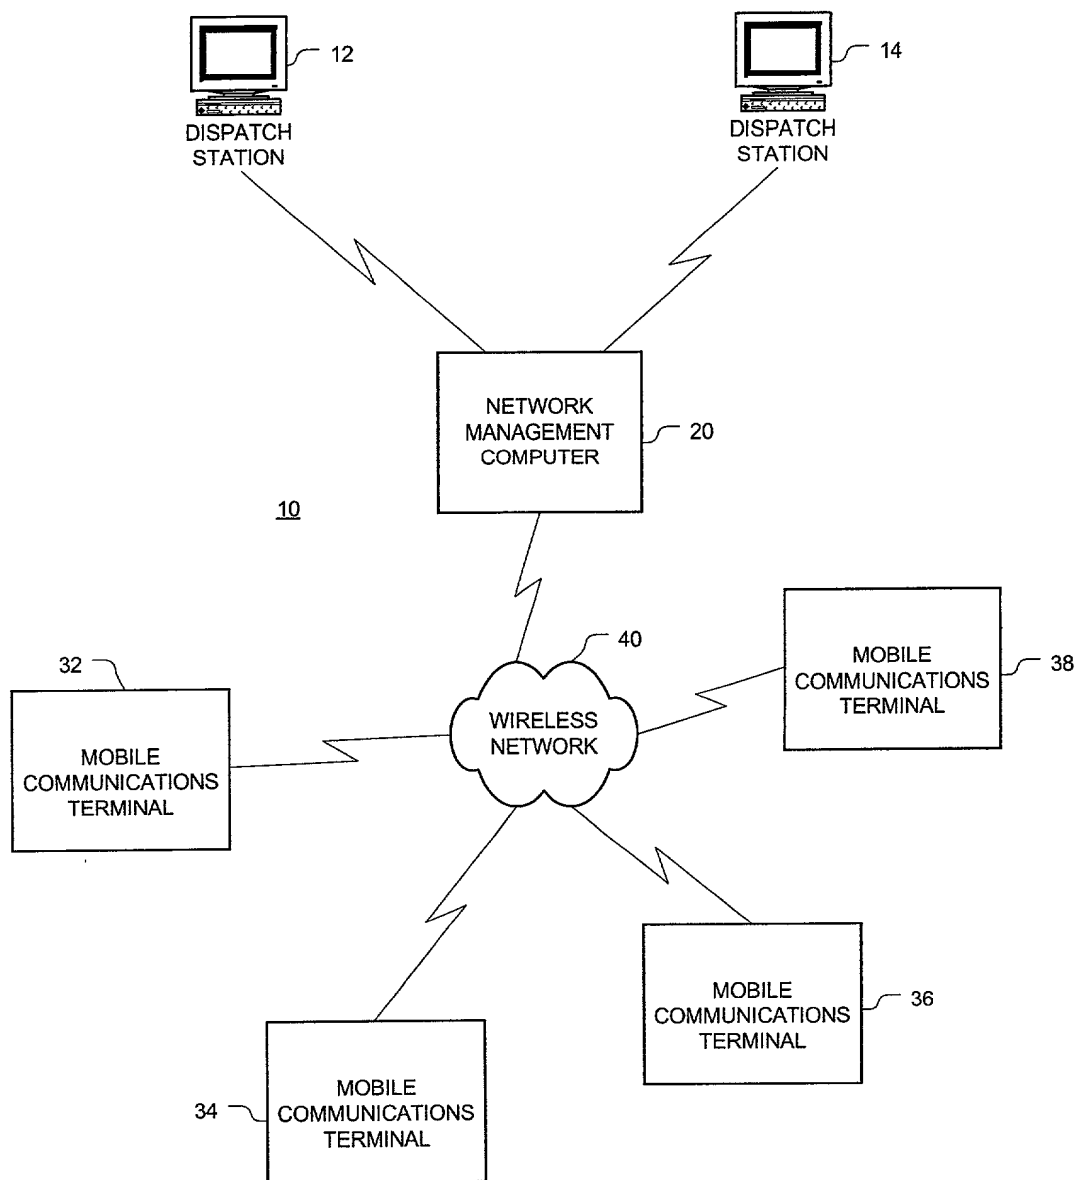 12
14
DISPATCH
STATION
DISPATCH
STATION
NETWORK
MANAGEMENT
COMPUTER
20
10
40
WIRELESS
NETWORK
38
MOBILE
COMMUNICATIONS
TERMINAL
32
MOBILE
COMMUNICATIONS
TERMINAL
36
MOBILE
COMMUNICATIONS
TERMINAL
34
MOBILE
COMMUNICATIONS
TERMINAL